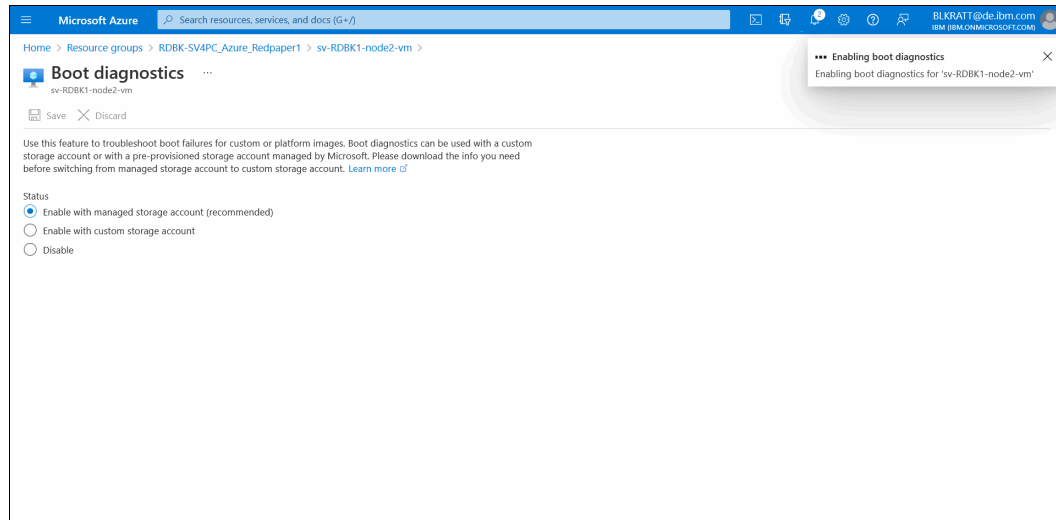 Microsoft Azure
Search resources, services, and docs (G+/)
2
BLKRATT@de.ibm.com
IBM (IBM.ONMICROSOFT.COM)
Home > Resource groups > RDBK-SV4PC_Azure_Redpaper1 > sv-RDBK1-node2-vm >
Boot diagnostics ...
sv-RDBK1-node2-vm
Enabling boot diagnostics
Enabling boot diagnostics for 'sv-RDBK1-node2-vm'
Save Discard
Use this feature to troubleshoot boot failures for custom or platform images. Boot diagnostics can be used with a custom
storage account or with a pre-provisioned storage account managed by Microsoft. Please download the info you need
before switching from managed storage account to custom storage account. Learn more
Status
Enable with managed storage account (recommended)
Enable with custom storage account
Disable